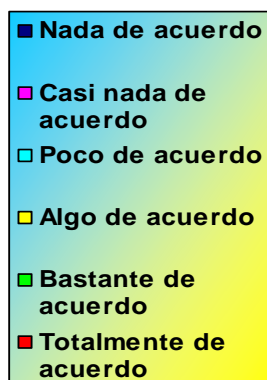 Nada de acuerdo
Casi nada de
acuerdo
Poco de acuerdo
Algo de acuerdo
Bastante de
acuerdo
Totalmente de
acuerdo